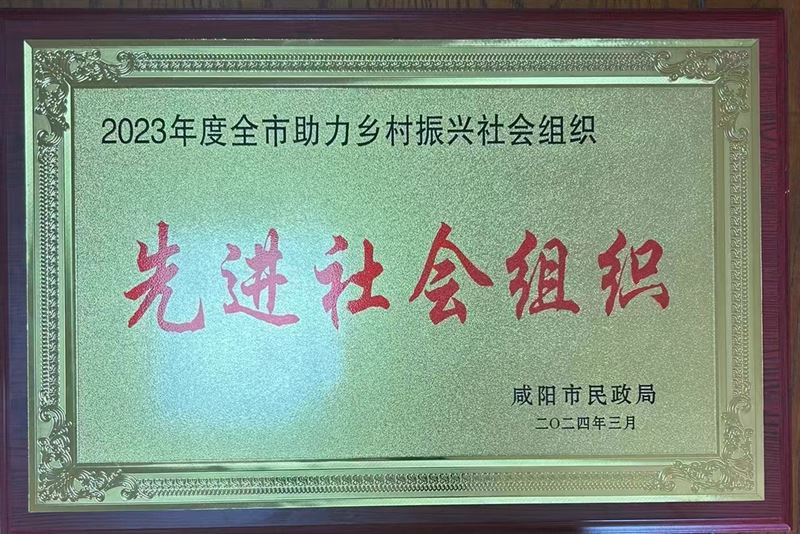 2023年度全市助力乡村振兴社会组织
先进社会组织
咸阳市民政局
二〇二四年三月